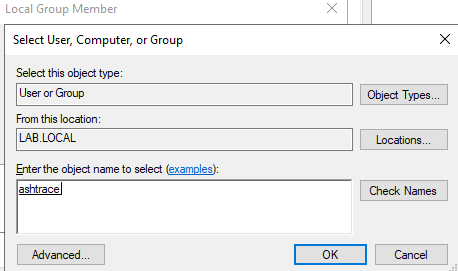 Local Group Member
Select User, Computer, or Group
Select this object type:
User or Group
Object Types...
From this location:
LAB.LOCAL
Locations...
Enter the object name to select (examples):
ashtrace
Check Names
Advanced...
OK
Cancel